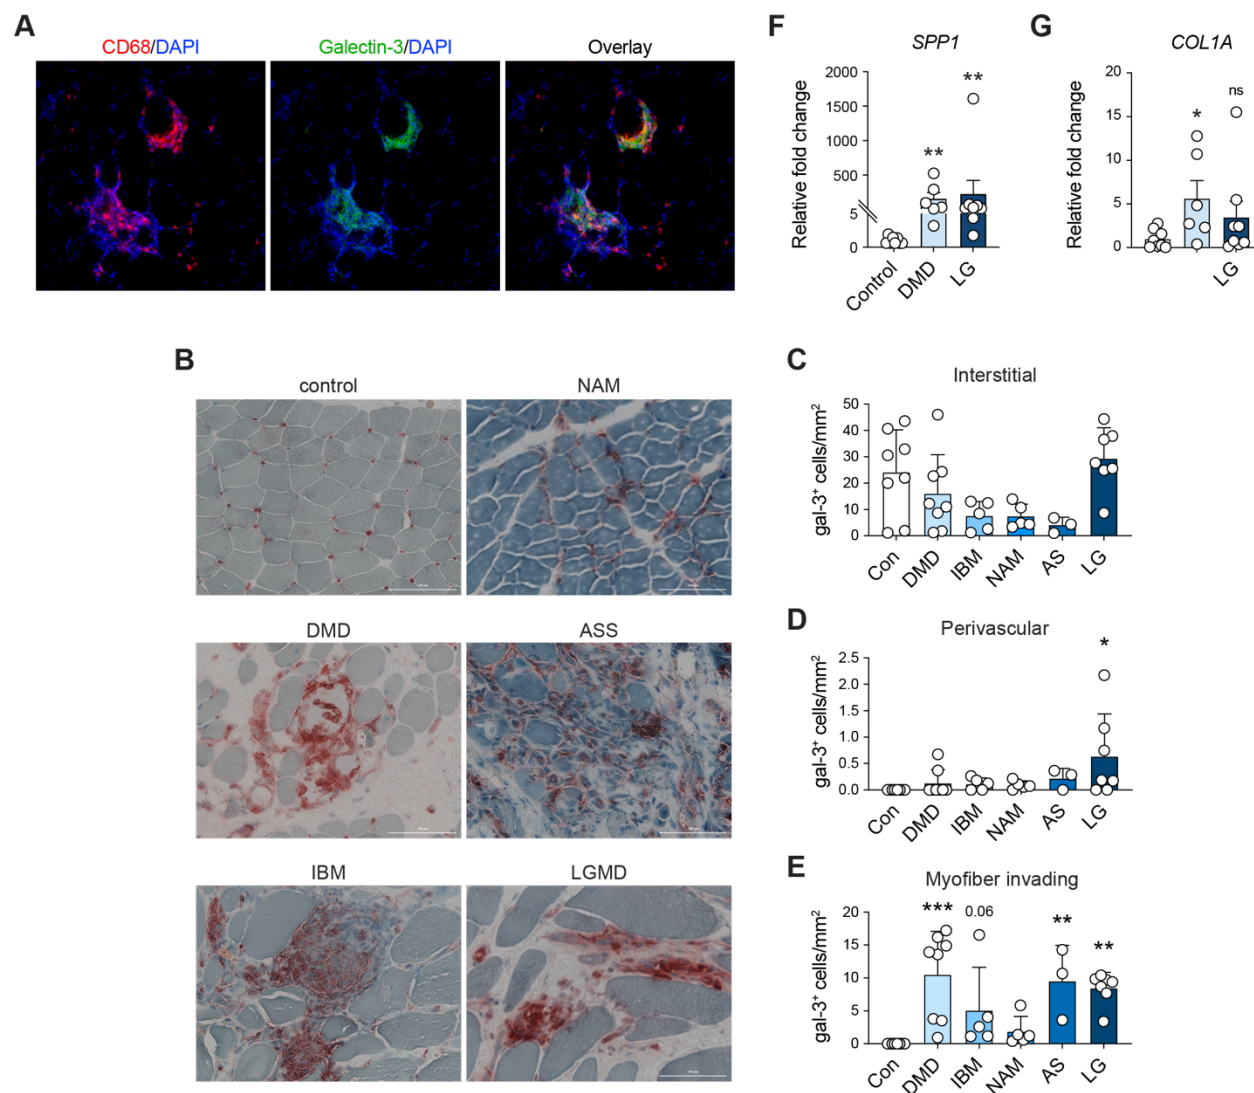 A
CD68/DAPI
Galectin-3/DAPI
Overlay
F
SPP1
Relative fold change
2000
1500
1000
500
5
0
**
**
Control
DMD
LG
G
COL1A
Relative fold change
20
15
10
5
0
*
ns
LG
B
control
NAM
DMD
ASS
IBM
LGMD
C
Interstitial
gal-3⁺ cells/mm²
50
40
30
20
10
0
Con
DMD
IBM
NAM
AS
LG
D
Perivascular
gal-3⁺ cells/mm²
2.5
2.0
1.5
1.0
0.5
0.0
*
Con
DMD
IBM
NAM
AS
LG
E
Myofiber invading
gal-3⁺ cells/mm²
20
15
10
5
0
***
0.06
**
**
Con
DMD
IBM
NAM
AS
LG